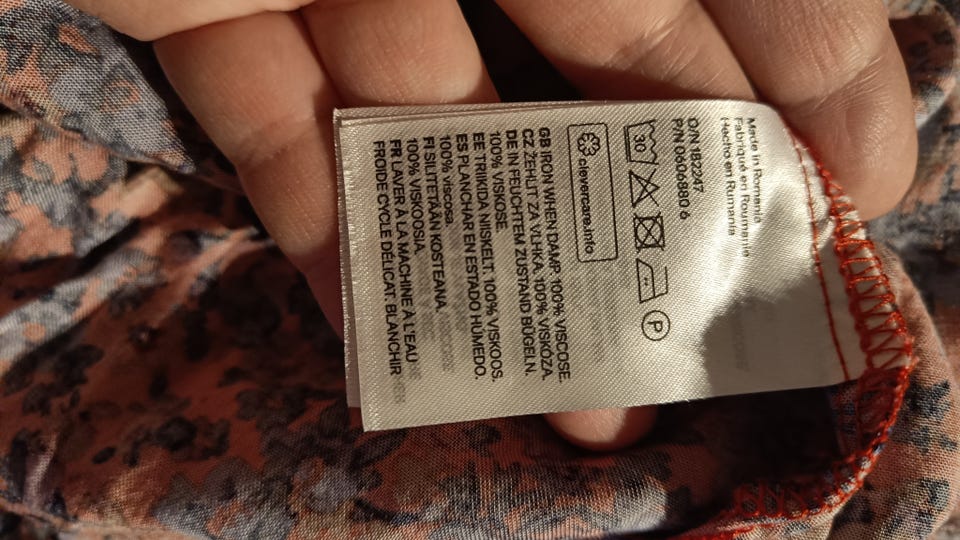 Made in Romania
Fabriqué en Roumanie
Hecho en Rumania
O/N 182247
P/N 0606880 6
30 P
clevercare.info
GB IRON WHEN DAMP. 100% VISCOSE.
CZ ŽEHLIT ZA VLHKA. 100% VISKÓZA.
DE IN FEUCHTEM ZUSTAND BÜGELN.
100% VISKOSE.
EE TRIIKIDA NIISKELT. 100% VISKOOS.
ES PLANCHAR EN ESTADO HÚMEDO.
100% viscosa.
FI SILITETÄÄN KOSTEANA.
100% VISKOOSIA.
FR LAVER À LA MACHINE À L'EAU
FROIDE CYCLE DÉLICAT. BLANCHIR